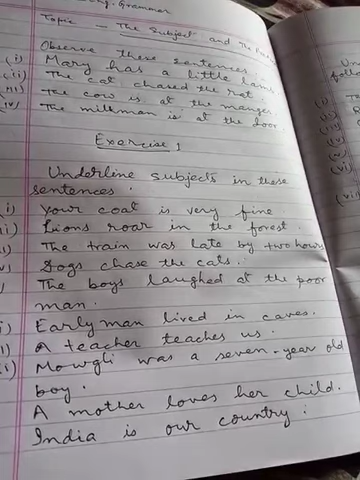 Eng. Grammar
Topic - The Subject and The
Observe these sentences.
(i) Mary has a little lamb.
(ii) The cat chased the rat.
(iii) The cow is at the manger.
(iv) The milkman is at the door.
Exercise 1
Underline subjects in these
sentences.
i) Your coat is very fine
ii) Lions roar in the forest.
The train was late by two hours
Dogs chase the cats.
The boys laughed at the poor
man.
Early man lived in caves.
A teacher teaches us.
Mowgli was a seven-year old
boy.
A mother loves her child.
India is our country.